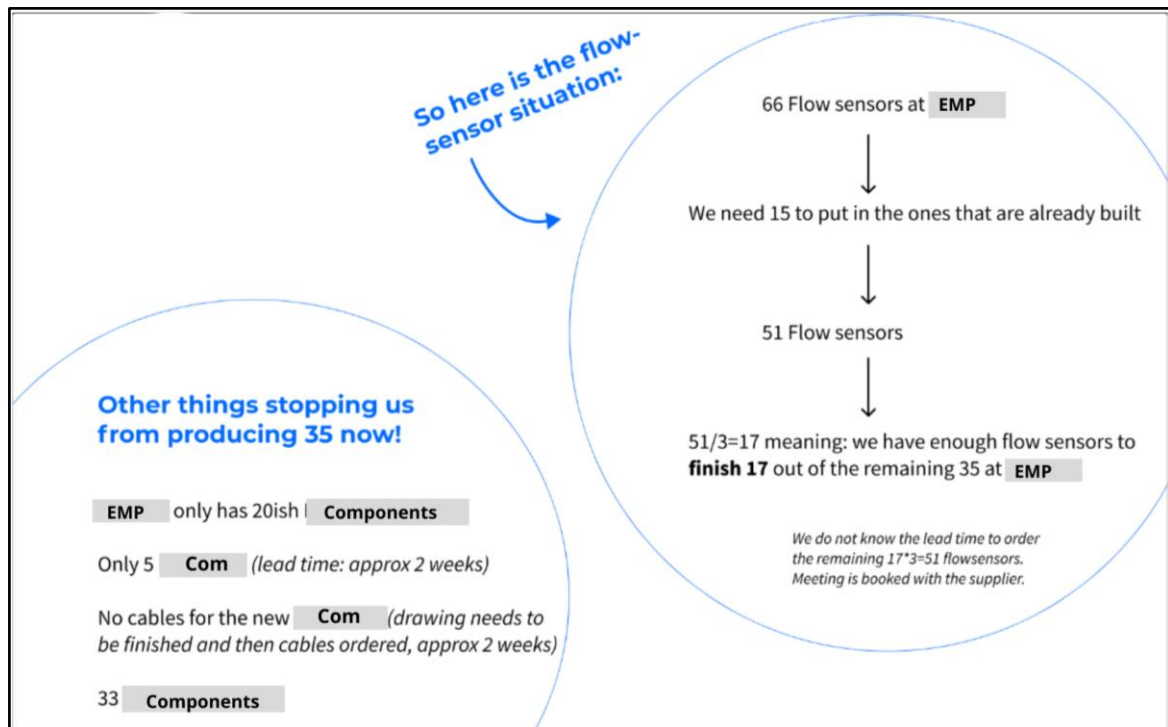 So here is the flow-
sensor situation:
66 Flow sensors at EMP
We need 15 to put in the ones that are already built
51 Flow sensors
51/3=17 meaning: we have enough flow sensors to
finish 17 out of the remaining 35 at EMP
We do not know the lead time to order
the remaining 17*3=51 flowsensors.
Meeting is booked with the supplier.
Other things stopping us
from producing 35 now!
EMP only has 20ish Components
Only 5 Com (lead time: approx 2 weeks)
No cables for the new Com (drawing needs to
be finished and then cables ordered, approx 2 weeks)
33 Components